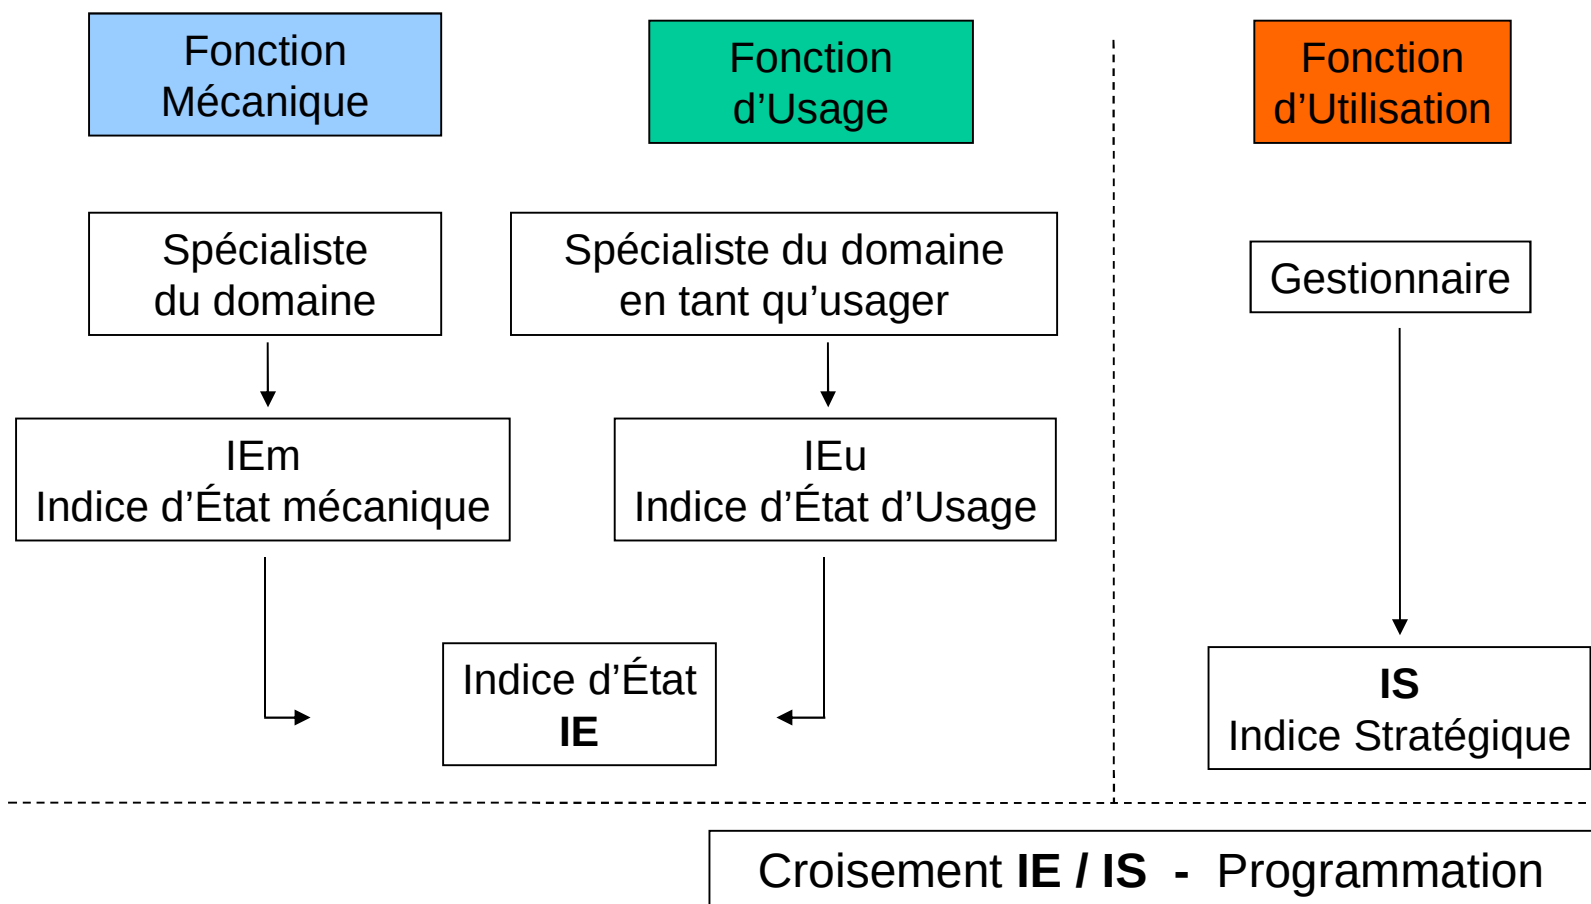 Fonction
Mécanique
Fonction
d’Usage
Fonction
d’Utilisation
Spécialiste
du domaine
Spécialiste du domaine
en tant qu’usager
Gestionnaire
IEm
Indice d’État mécanique
IEu
Indice d’État d’Usage
Indice d’État
IE
IS
Indice Stratégique
Croisement IE / IS - Programmation